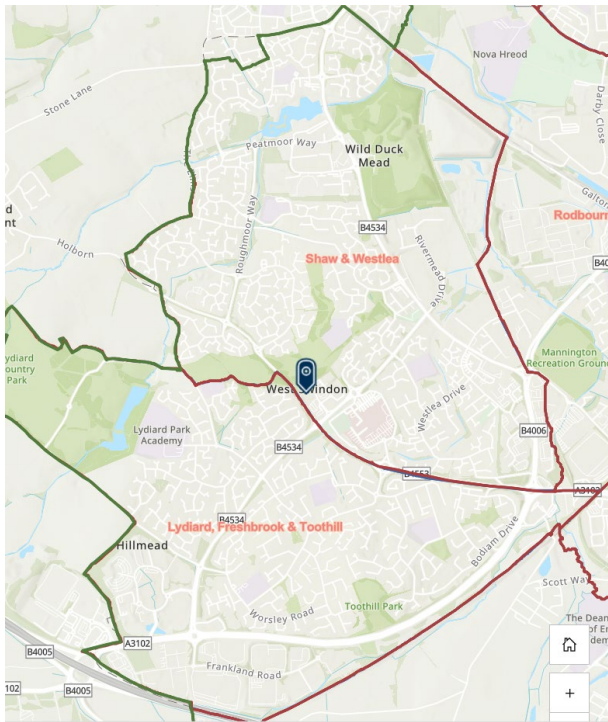 Nova Hreod
Stone Lane
Darby Close
Peatmoor Way
Wild Duck
Mead
Roughmoor Way
Galton
Rodbourn
B4534
Holborn
Rivermead Drive
B40
Shaw & Westlea
ydiard
ountry
Park
Mannington
Recreation Ground
West Swindon
Westlea Drive
Lydiard Park
Academy
B4006
B4534
B4553
A3102
B4534
Lydiard, Freshbrook & Toothill
Hillmead
Bodiam Drive
Scott Way
Toothill Park
Worsley Road
The Dean
of E
dem
A3102
B4005
Frankland Road
102
B4005
+